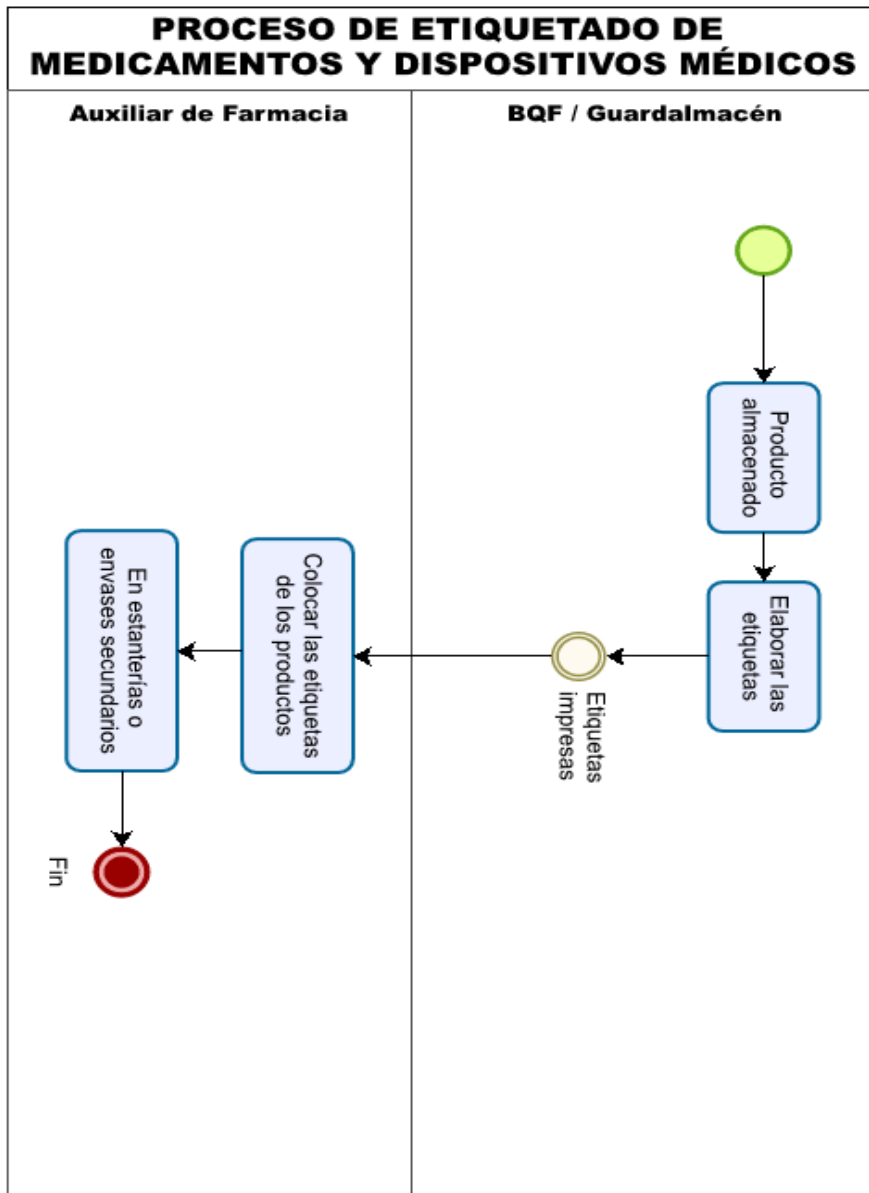 PROCESO DE ETIQUETADO DE
MEDICAMENTOS Y DISPOSITIVOS MÉDICOS
Auxiliar de Farmacia
BQF / Guardalmacén
Producto
almacenado
Elaborar las
etiquetas
Etiquetas
impresas
Colocar las etiquetas
de los productos
En estanterías o
envases secundarios
Fin